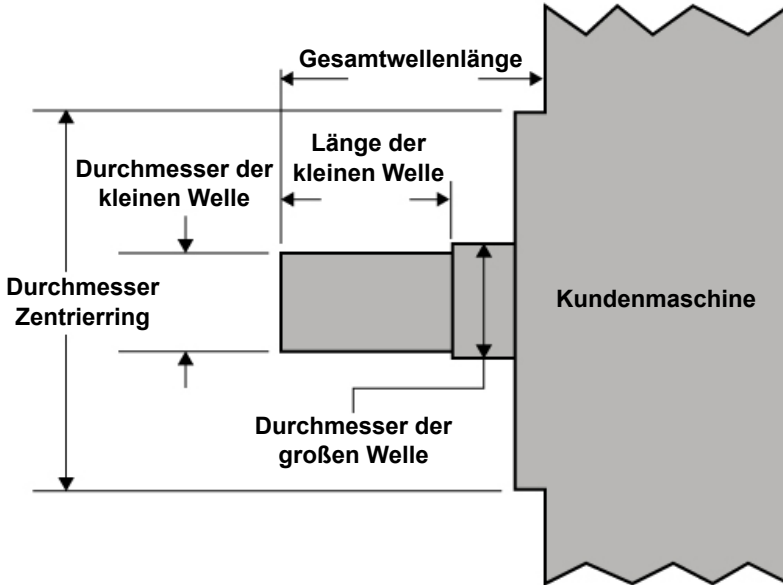 Gesamtwellenlänge
Länge der
kleinen Welle
Durchmesser der
kleinen Welle
Durchmesser
Zentrierring
Kundenmaschine
Durchmesser der
großen Welle